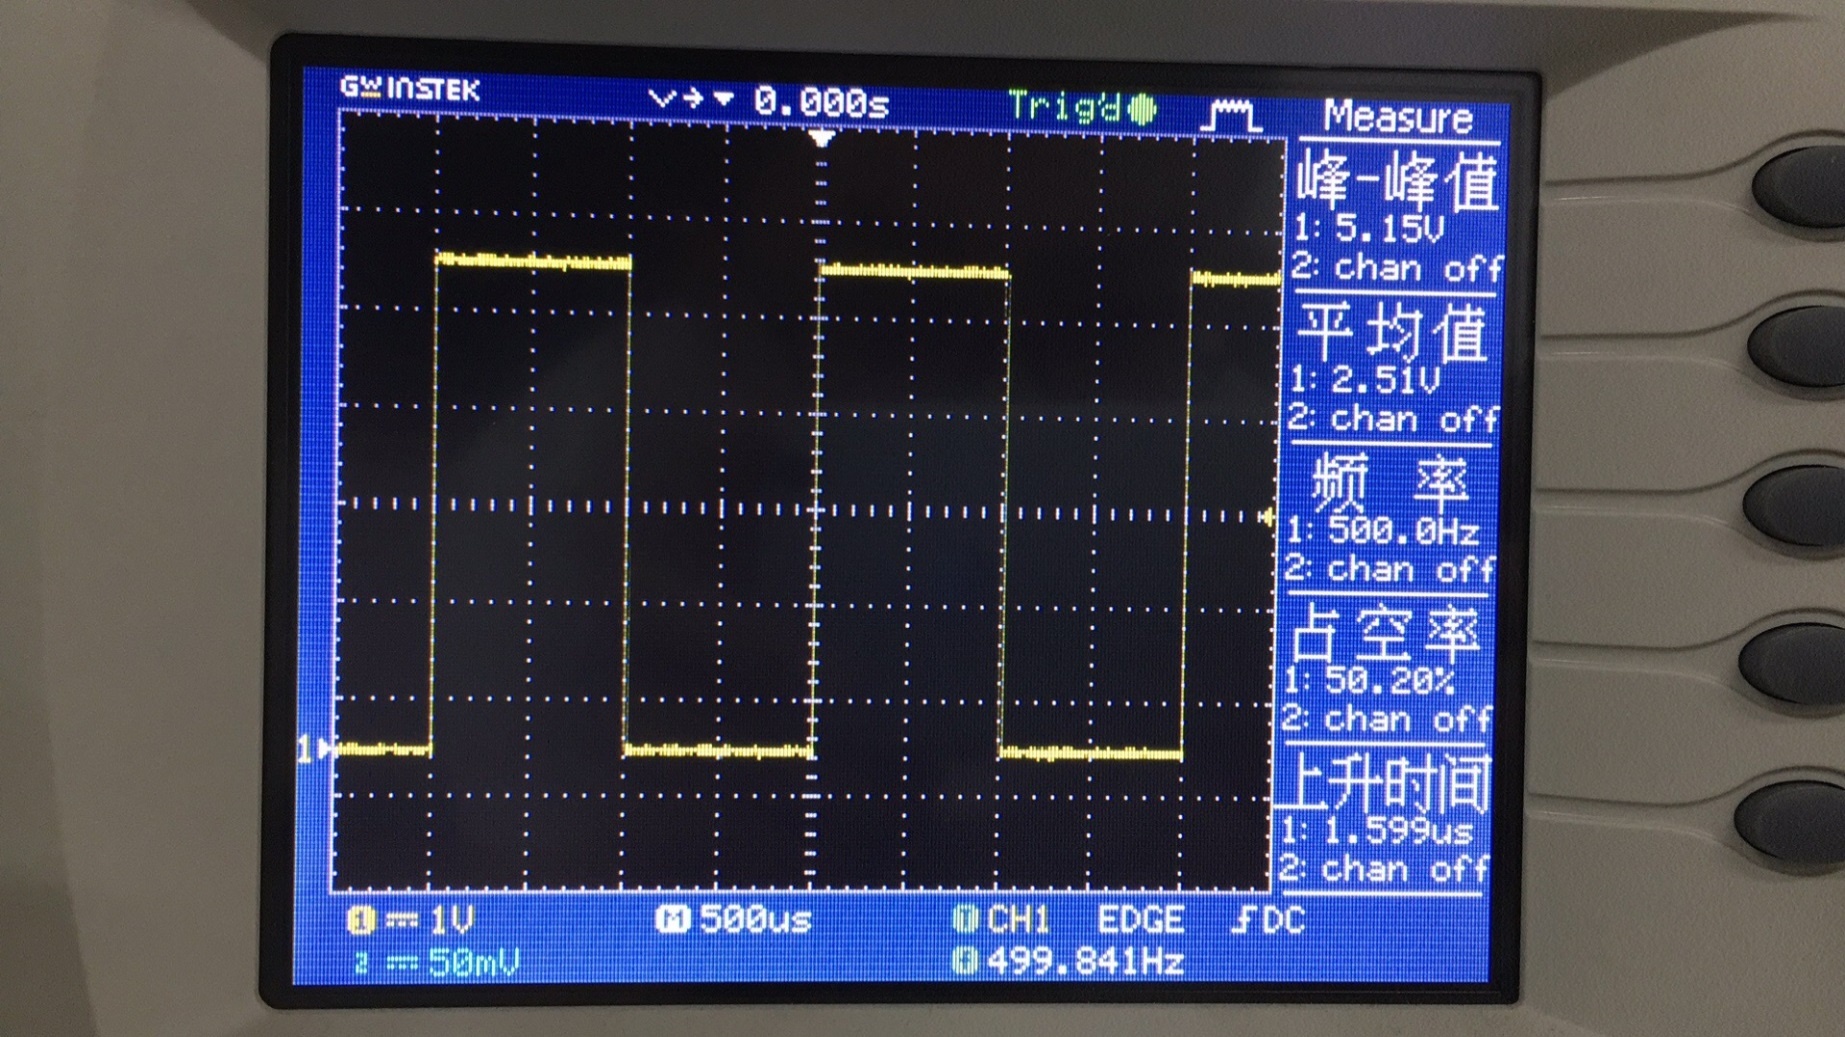 GWINSTEK
0.000s
Trig'd
Measure
峰-峰值
1: 5.15V
2: chan off
平均值
1: 2.51V
2: chan off
频 率
1: 500.0Hz
2: chan off
占空率
1: 50.20%
2: chan off
上升时间
1: 1.599us
2: chan off
1
1 1V
M 500us
T CH1 EDGE DC
2 50mV
F 499.841Hz